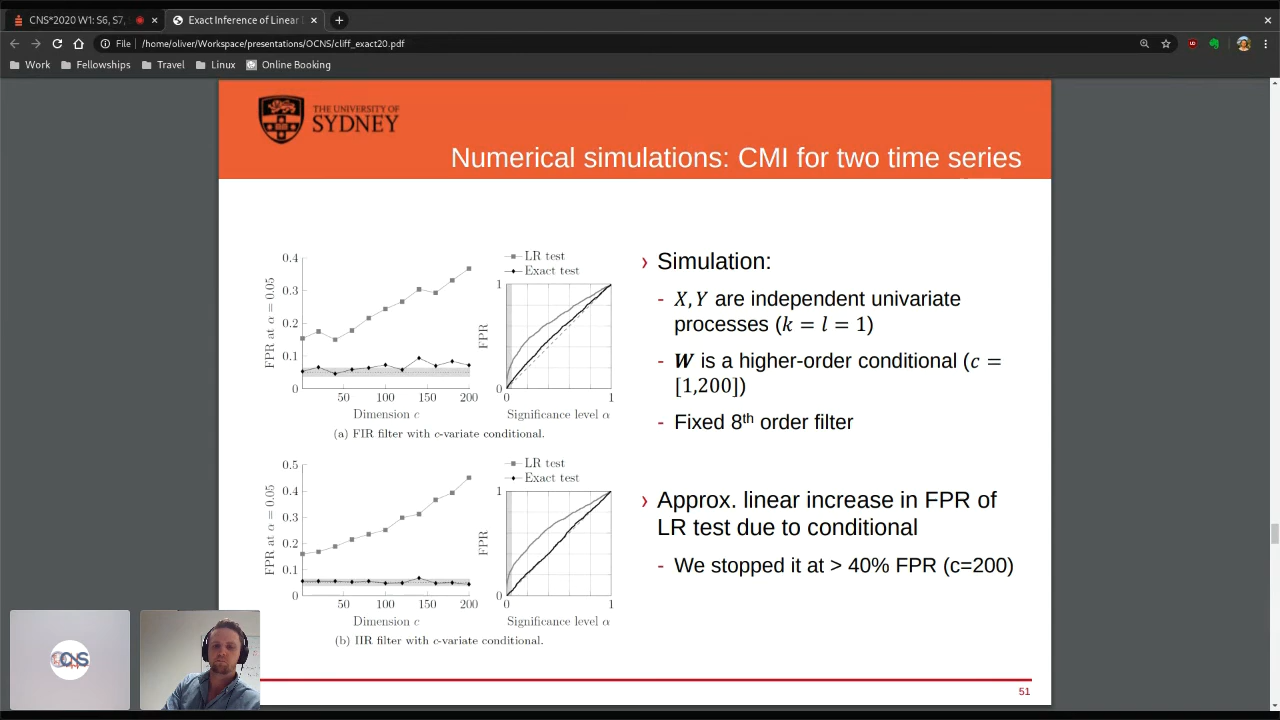 CNS*2020 W1: S6, S7,
Exact Inference of Linear
File
/home/oliver/Workspace/presentations/OCNS/cliff_exact20.pdf
Work
Fellowships
Travel
Linux
Online Booking
THE UNIVERSITY OF
SYDNEY
Numerical simulations: CMI for two time series
0.4
0.3
0.2
0.1
0
FPR at α = 0.05
50 100 150 200
Dimension c
LR test
Exact test
1
FPR
0
0 1
Significance level α
(a) FIR filter with c-variate conditional.
0.5
0.4
0.3
0.2
0.1
0
FPR at α = 0.05
50 100 150 200
Dimension c
LR test
Exact test
1
FPR
0
0 1
Significance level α
(b) IIR filter with c-variate conditional.
› Simulation:
- X, Y are independent univariate
processes (k = l = 1)
- W is a higher-order conditional (c =
[1,200])
- Fixed 8th order filter
› Approx. linear increase in FPR of
LR test due to conditional
- We stopped it at > 40% FPR (c=200)
OCNS
51